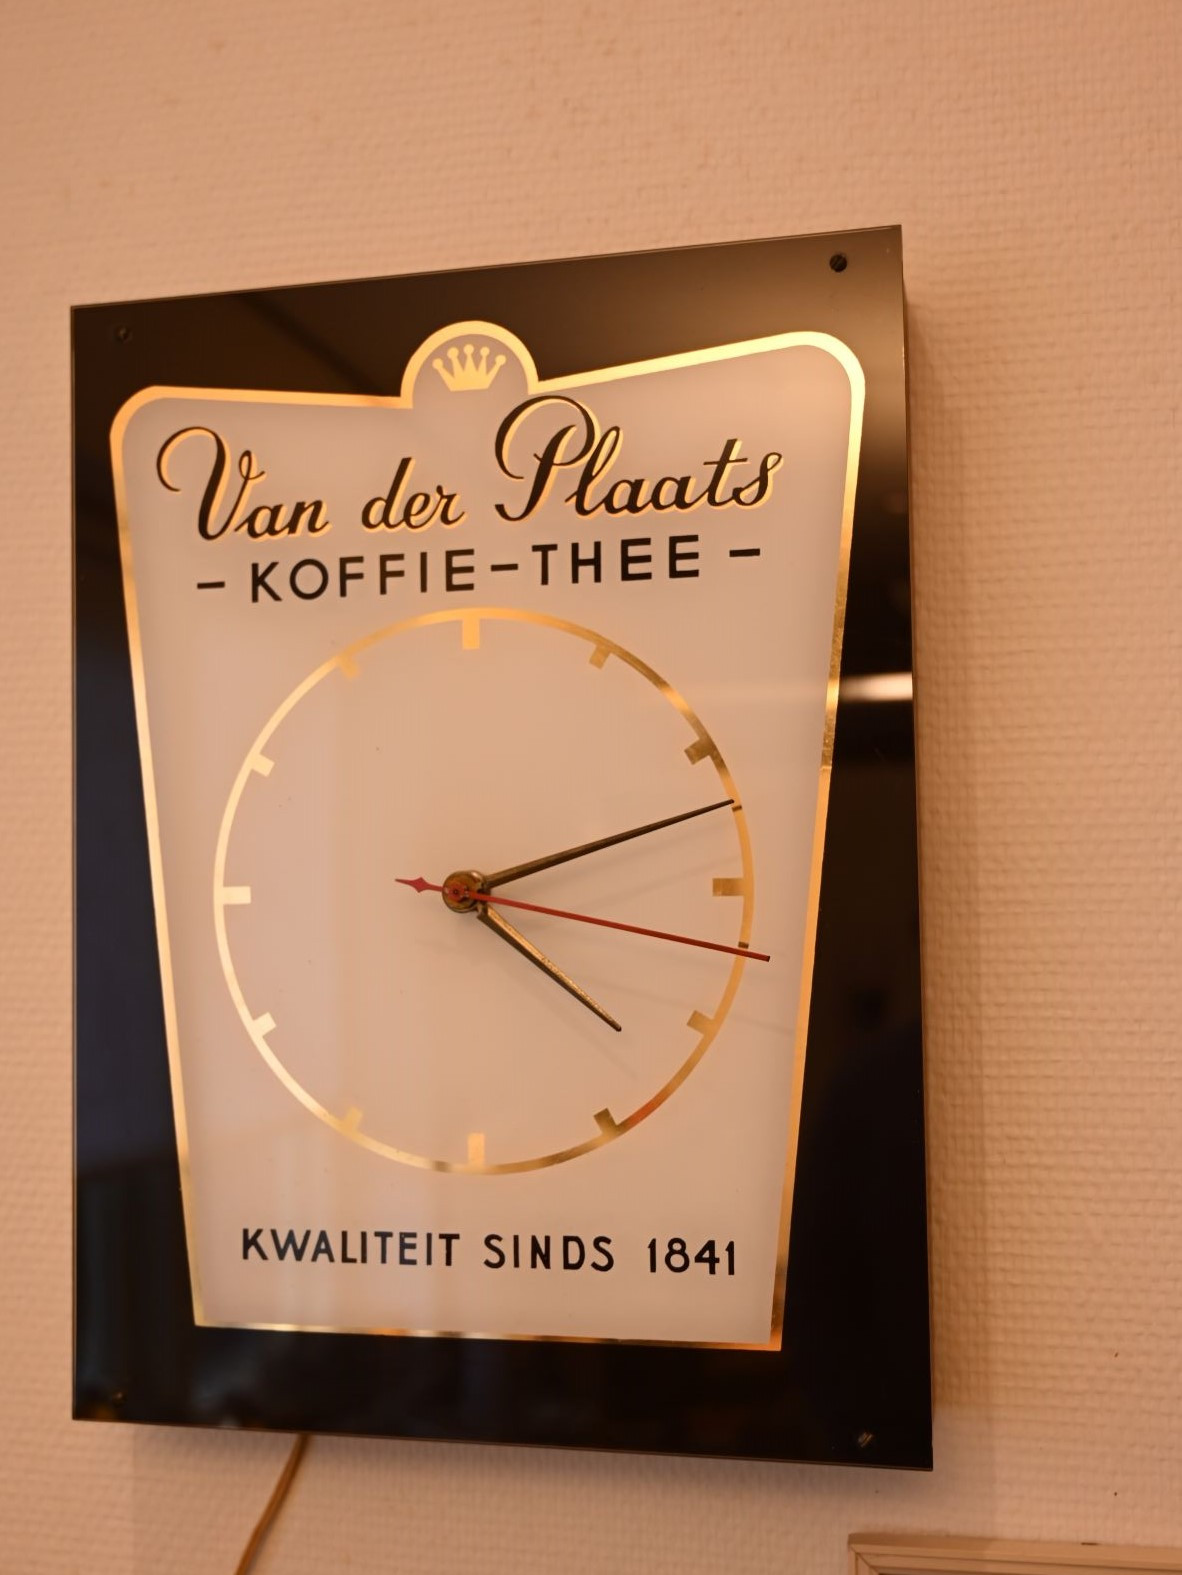 Van der Plaats
- KOFFIE-THEE -
KWALITEIT SINDS 1841